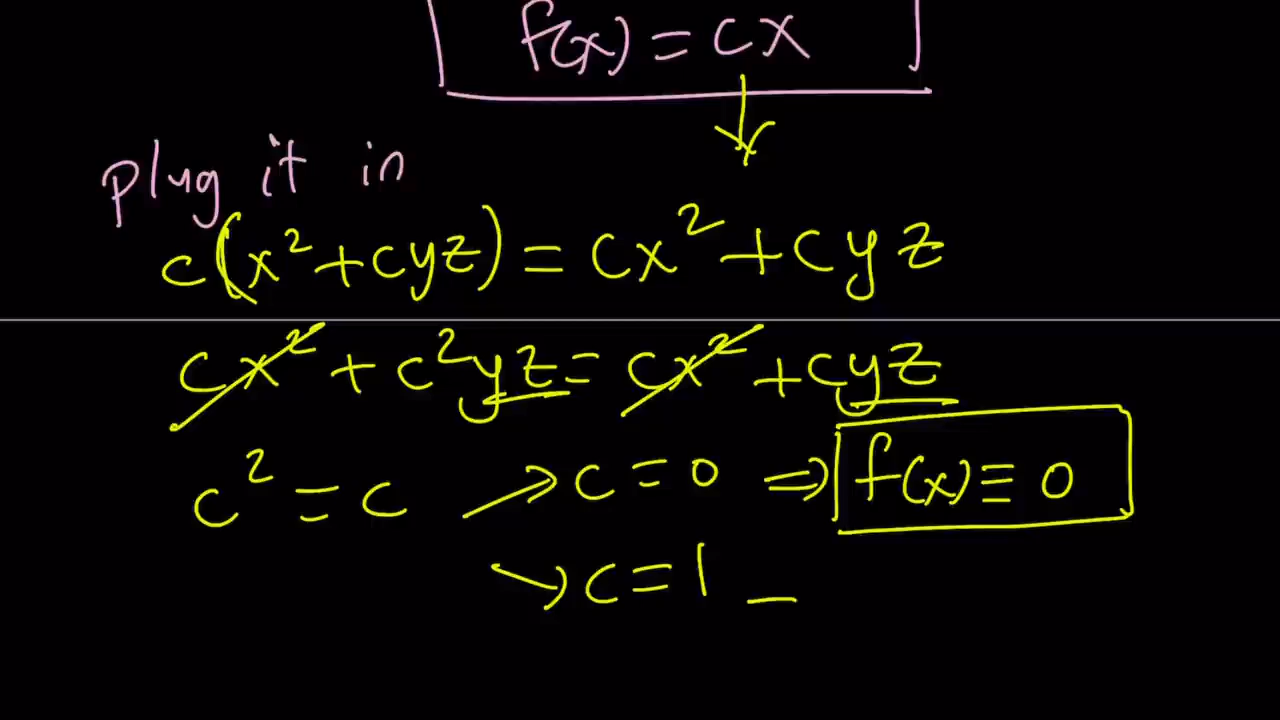 f(x) = cx
plug it in
c(x² + cyz) = cx² + cyz
cx² + c²yz = cx² + cyz
c² = c → c = 0 ⇒ f(x) ≡ 0
→ c = 1 _